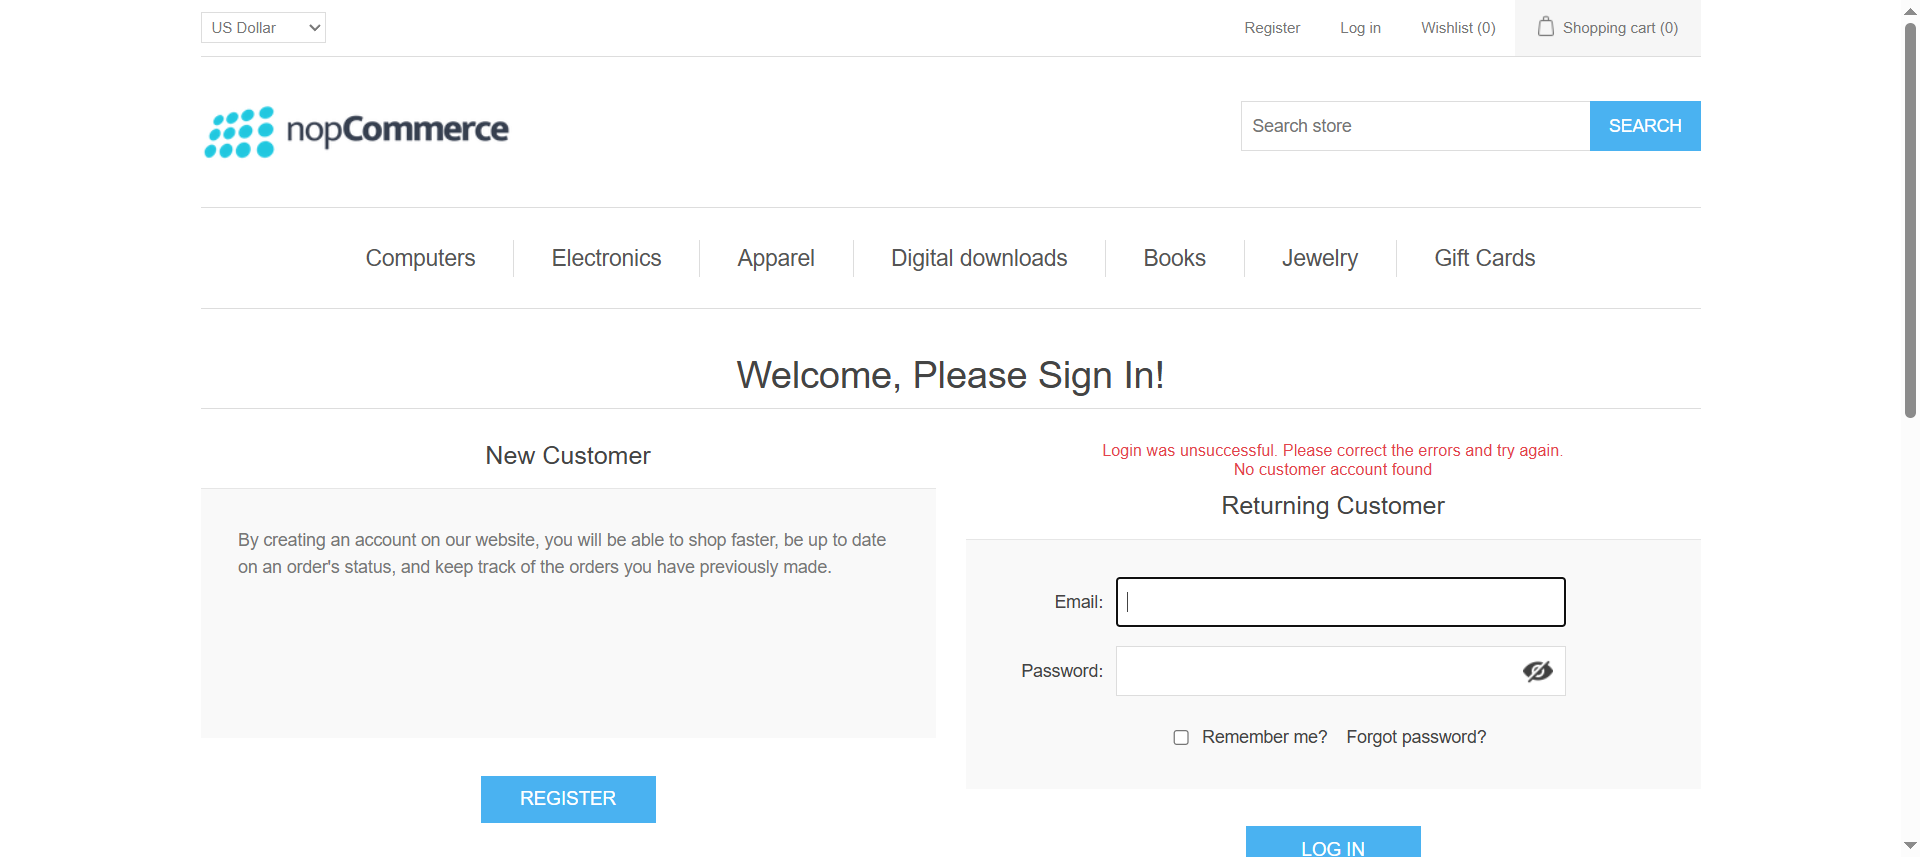 US Dollar
Register
Log in
Wishlist (0)
Shopping cart (0)
nopCommerce
Search store
SEARCH
Computers
Electronics
Apparel
Digital downloads
Books
Jewelry
Gift Cards
Welcome, Please Sign In!
New Customer
By creating an account on our website, you will be able to shop faster, be up to date
on an order's status, and keep track of the orders you have previously made.
REGISTER
Login was unsuccessful. Please correct the errors and try again.
No customer account found
Returning Customer
Email:
Password:
Remember me?
Forgot password?
LOG IN